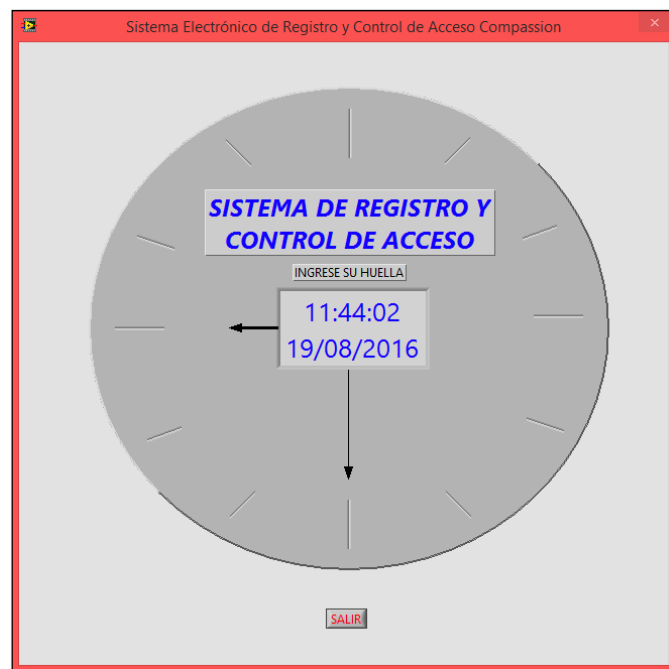 Sistema Electrónico de Registro y Control de Acceso Compassion
SISTEMA DE REGISTRO Y
CONTROL DE ACCESO
INGRESE SU HUELLA
11:44:02
19/08/2016
SALIR